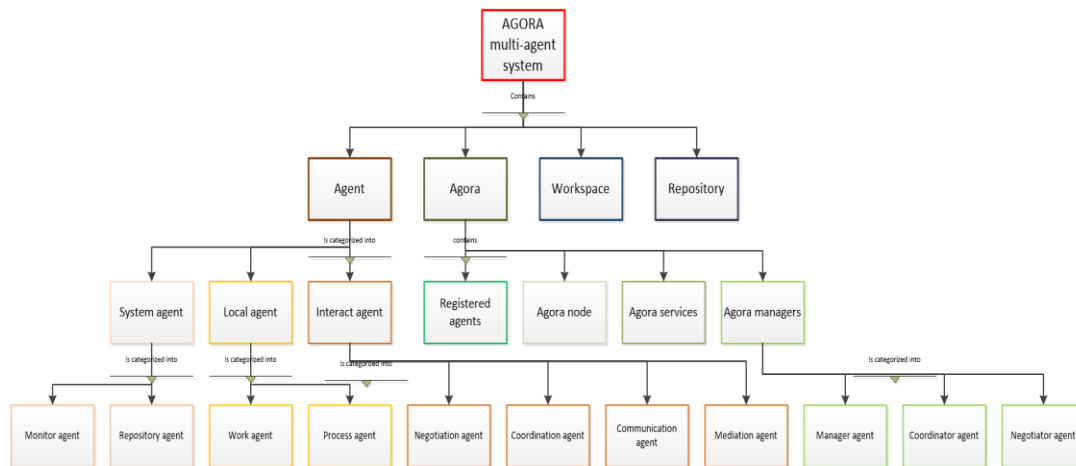 AGORA
multi-agent
system
Contains
Agent
Agora
Workspace
Repository
Is categorized into
contains
System agent
Local agent
Interact agent
Registered
agents
Agora node
Agora services
Agora managers
Is categorized into
Is categorized into
Is categorized into
Is categorized into
Monitor agent
Repository agent
Work agent
Process agent
Negotiation agent
Coordination agent
Communication
agent
Mediation agent
Manager agent
Coordinator agent
Negotiator agent